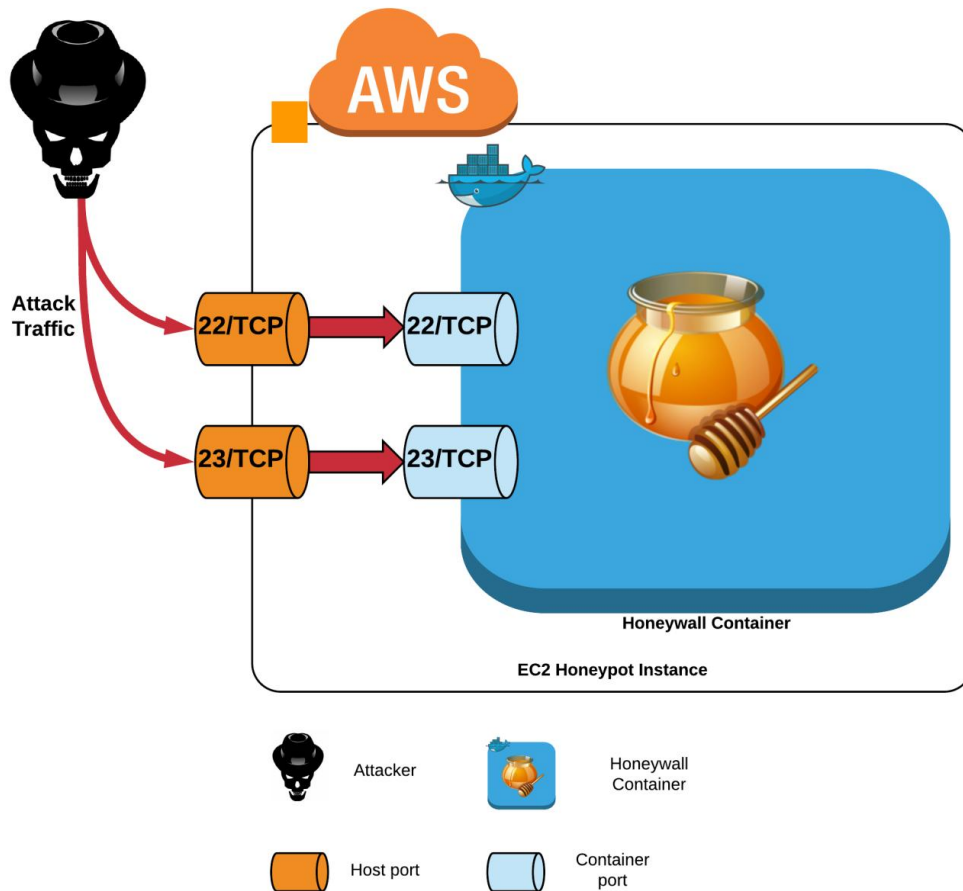 AWS
Attack
Traffic
22/TCP
22/TCP
23/TCP
23/TCP
Honeywall Container
EC2 Honeypot Instance
Attacker
Honeywall
Container
Host port
Container
port